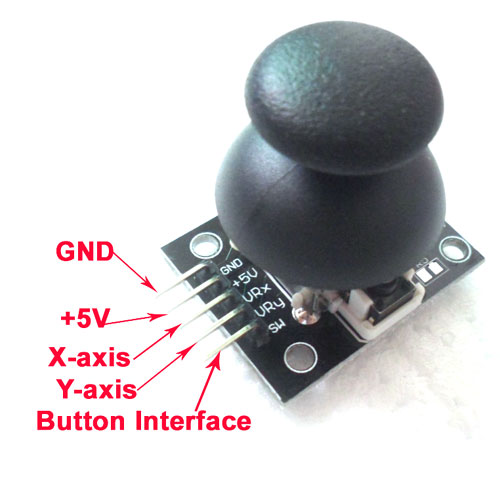 GND
+5V
X-axis
Y-axis
Button Interface
GND
+5V
VRx
VRy
SW